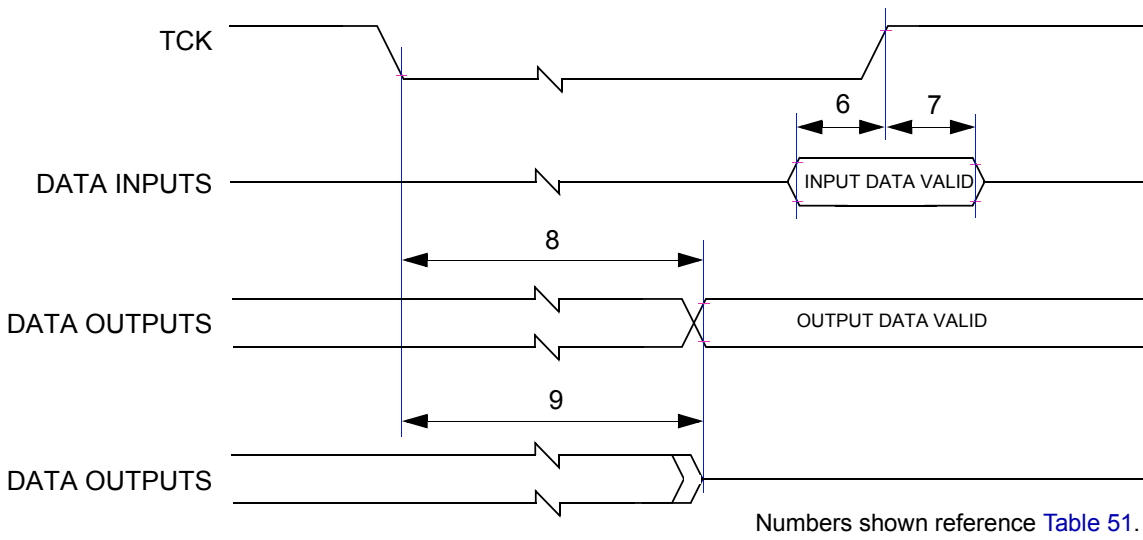 TCK
6
7
DATA INPUTS
INPUT DATA VALID
8
DATA OUTPUTS
OUTPUT DATA VALID
9
DATA OUTPUTS
Numbers shown reference Table 51.